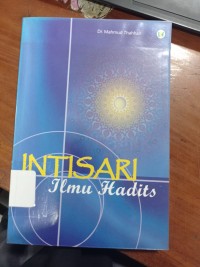 Dr. Mahmud Thahhan
INTISARI
Ilmu Hadits